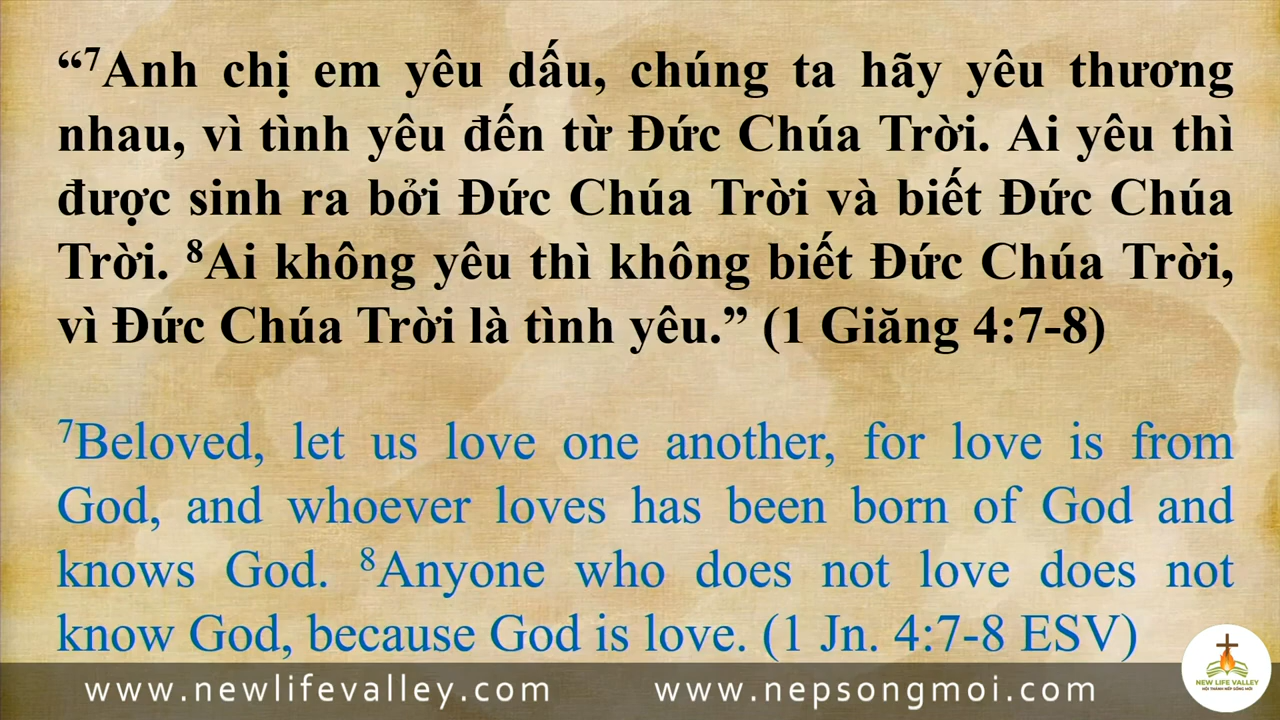 “⁷Anh chị em yêu dấu, chúng ta hãy yêu thương
nhau, vì tình yêu đến từ Đức Chúa Trời. Ai yêu thì
được sinh ra bởi Đức Chúa Trời và biết Đức Chúa
Trời. ⁸Ai không yêu thì không biết Đức Chúa Trời,
vì Đức Chúa Trời là tình yêu.” (1 Giăng 4:7-8)
⁷Beloved, let us love one another, for love is from
God, and whoever loves has been born of God and
knows God. ⁸Anyone who does not love does not
know God, because God is love. (1 Jn. 4:7-8 ESV)
www.newlifevalley.com www.nepsongmoi.com
NEW LIFE VALLEY
HỘI THÁNH NẾP SỐNG MỚI